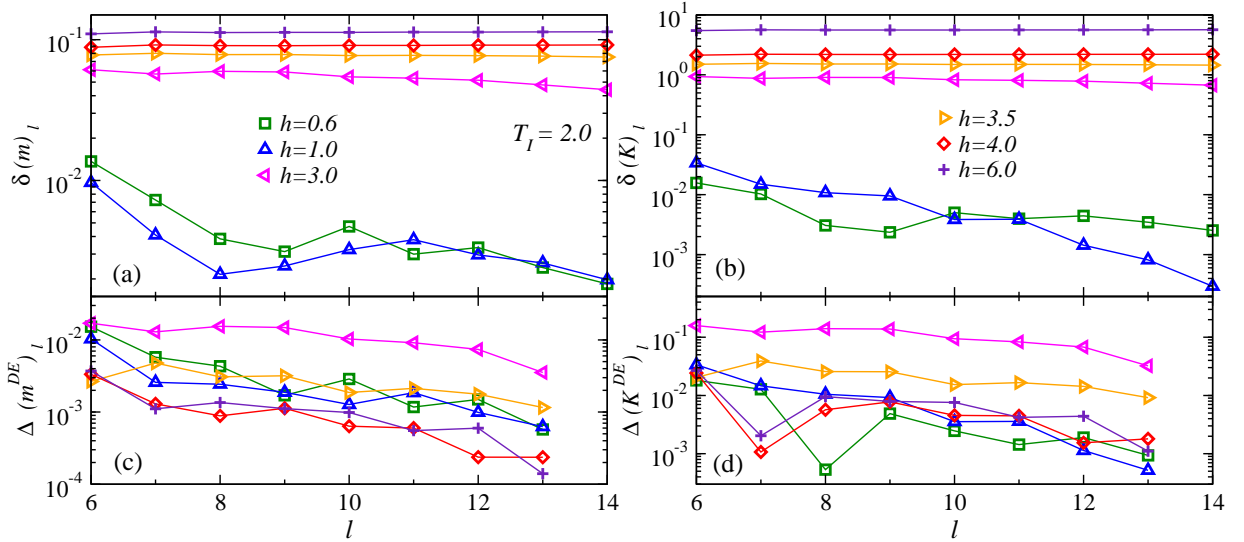 10^-1
10^-2
δ (m)_l
h=0.6
h=1.0
h=3.0
T_I = 2.0
(a)
10^1
10^0
10^-1
10^-2
10^-3
δ (K)_l
h=3.5
h=4.0
h=6.0
(b)
10^-2
10^-3
10^-4
Δ (m^DE)_l
(c)
6 8 10 12 14
l
10^-1
10^-2
10^-3
Δ (K^DE)_l
(d)
6 8 10 12 14
l